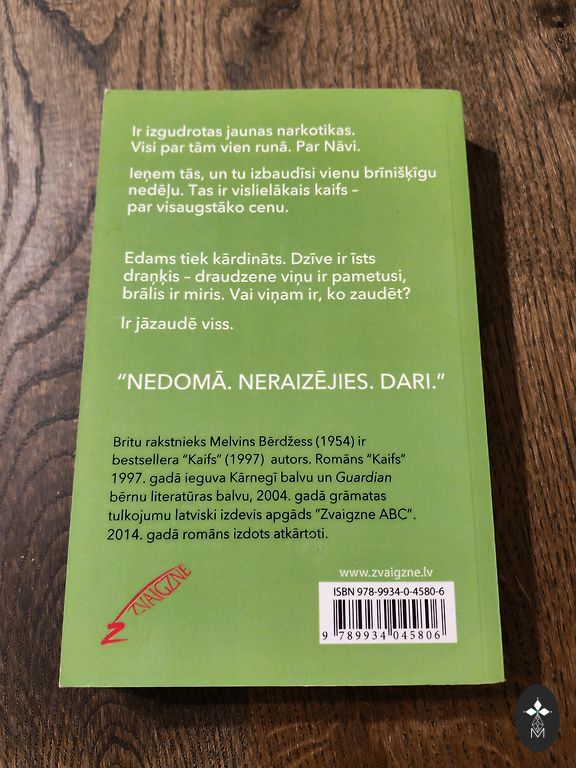 Ir izgudrotas jaunas narkotikas.
Visi par tām vien runā. Par Nāvi.
Ieņem tās, un tu izbaudīsi vienu brīnišķīgu
nedēļu. Tas ir vislielākais kaifs –
par visaugstāko cenu.
Edams tiek kārdināts. Dzīve ir īsts
draņķis – draudzene viņu ir pametusi,
brālis ir miris. Vai viņam ir, ko zaudēt?
Ir jāzaudē viss.
“NEDOMĀ. NERAIZĒJIES. DARI.”
Britu rakstnieks Melvins Bērdžess (1954) ir
bestsellera “Kaifs” (1997) autors. Romāns “Kaifs”
1997. gadā ieguva Kārnegī balvu un Guardian
bērnu literatūras balvu, 2004. gadā grāmatas
tulkojumu latviski izdevis apgāds “Zvaigzne ABC”.
2014. gadā romāns izdots atkārtoti.
ZVAIGZNE
www.zvaigzne.lv
ISBN 978-9934-0-4580-6
9 789934 045806
M